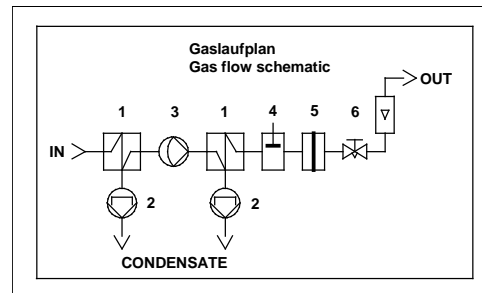 Gaslaufplan
Gas flow schematic
OUT
1 3 1 4 5 6
IN
2 2
CONDENSATE